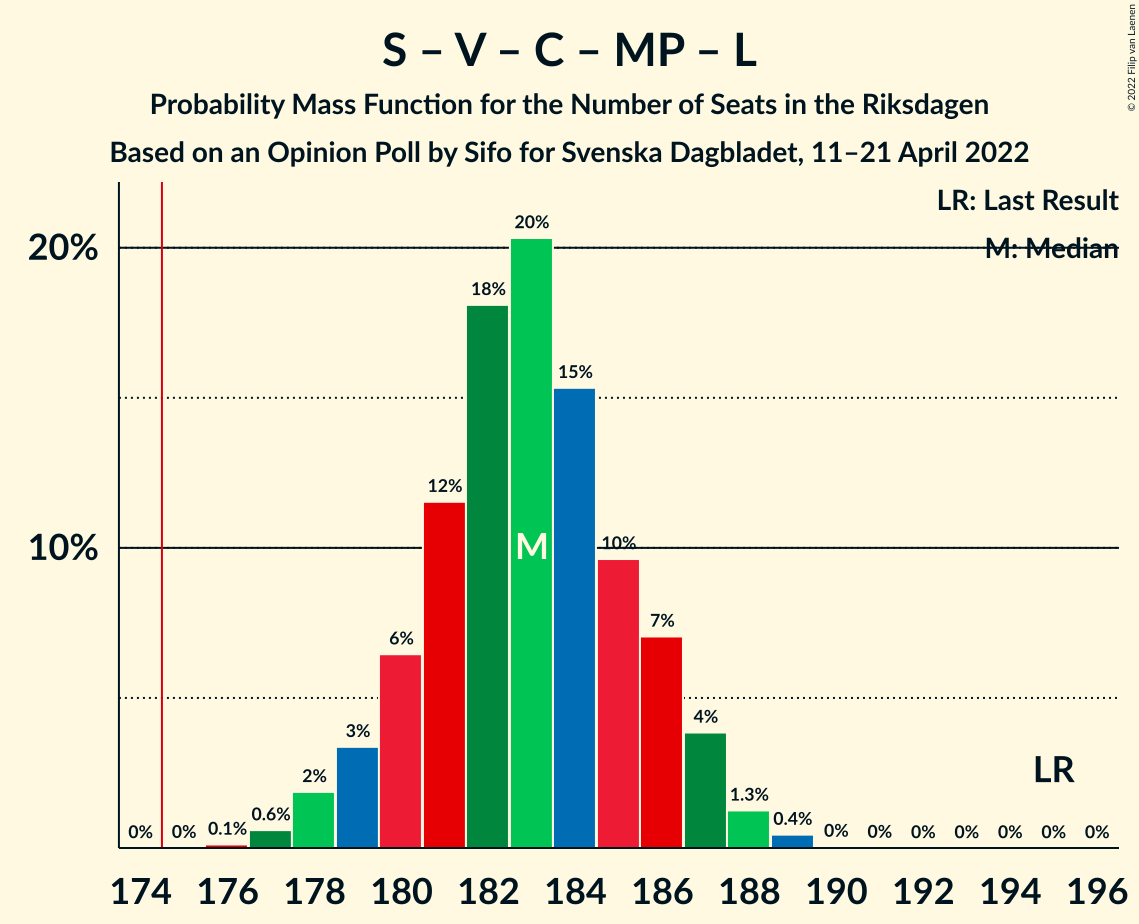 S – V – C – MP – L
Probability Mass Function for the Number of Seats in the Riksdagen
Based on an Opinion Poll by Sifo for Svenska Dagbladet, 11–21 April 2022
© 2022 Filip van Laenen
LR: Last Result
M: Median
20%
10%
0% 0% 0.1% 0.6% 2% 3% 6% 12% 18% 20% 15% 10% 7% 4% 1.3% 0.4% 0% 0% 0% 0% 0% 0% 0%
M
LR
174 176 178 180 182 184 186 188 190 192 194 196